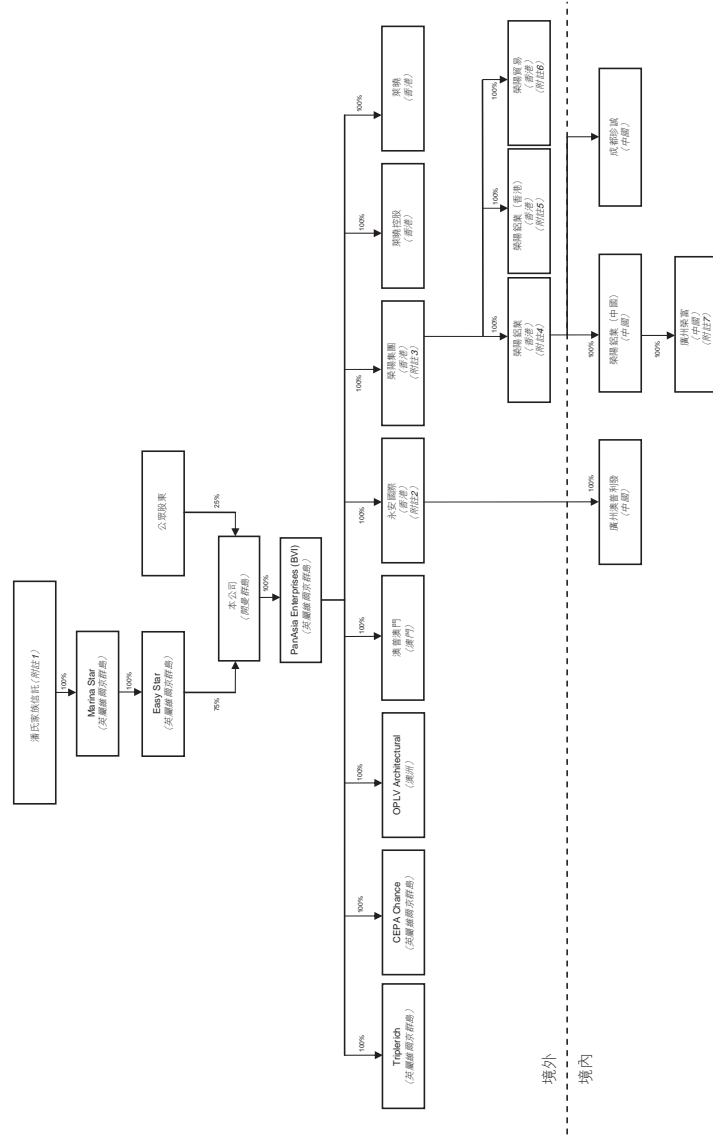 潘氏家族信託(附註1)
100%
Marina Star
(英屬維爾京群島)
100%
Easy Star
(英屬維爾京群島)
公眾股東
75%
25%
本公司
(開曼群島)
100%
PanAsia Enterprises (BVI)
(英屬維爾京群島)
100%
100%
100%
100%
100%
100%
100%
Triplerich
(英屬維爾京群島)
CEPA Chance
(英屬維爾京群島)
OPLV Architectural
(澳洲)
澳普澳門
(澳門)
永安國際
(香港)
(附註2)
榮陽集團
(香港)
(附註3)
萊曉控股
(香港)
萊曉
(香港)
100%
100%
100%
100%
榮陽鋁業
(香港)
(附註4)
榮陽鋁業(香港)
(香港)
(附註5)
榮陽貿易
(香港)
(附註6)
境外
境內
100%
100%
廣州澳普利發
(中國)
榮陽鋁業(中國)
(中國)
成都珍誠
(中國)
100%
廣州榮富
(中國)
(附註7)